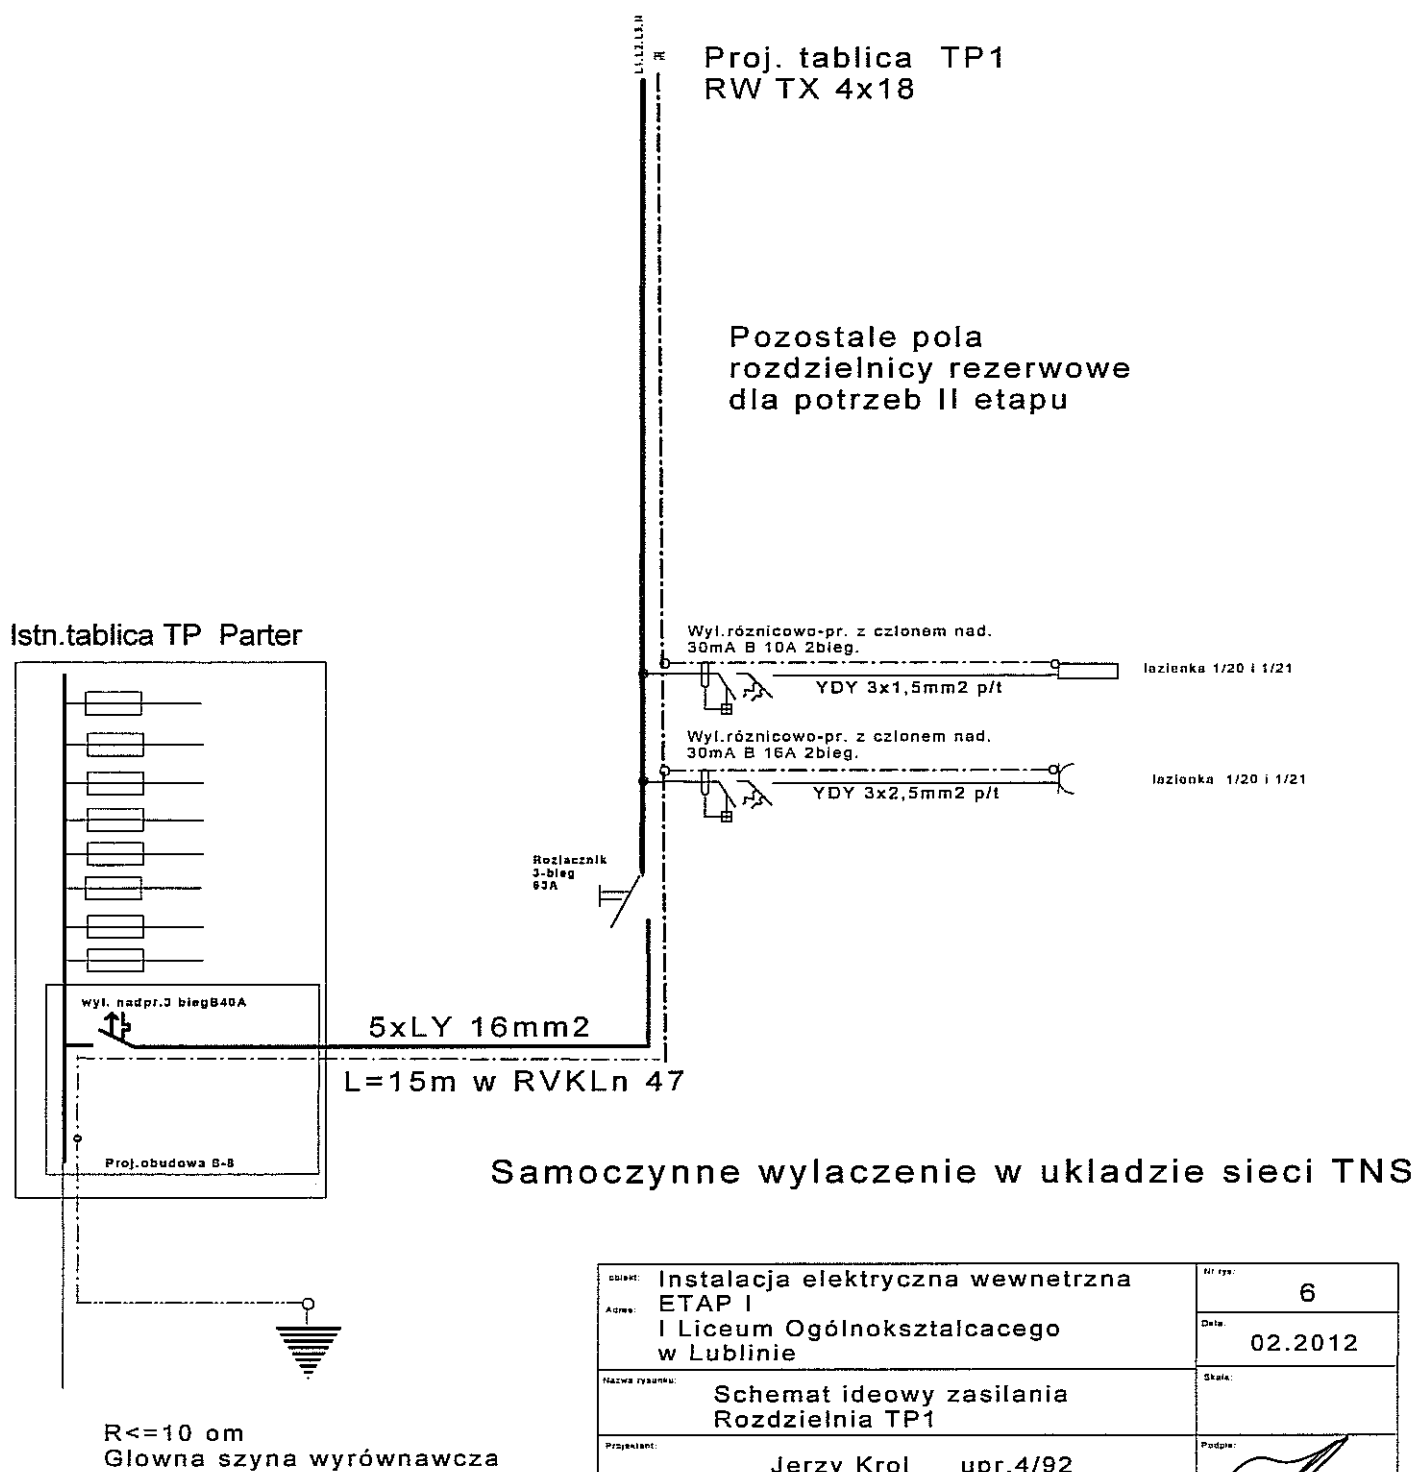 L1.L2.L3.N
PE
Proj. tablica TP1
RW TX 4x18
Pozostale pola
rozdzielnicy rezerwowe
dla potrzeb II etapu
Istn.tablica TP Parter
Wyl.róznicowo-pr. z czlonem nad.
30mA B 10A 2bieg.
YDY 3x1,5mm2 p/t
lazienka 1/20 i 1/21
Wyl.róznicowo-pr. z czlonem nad.
30mA B 16A 2bieg.
YDY 3x2,5mm2 p/t
lazienka 1/20 i 1/21
Rozlacznik
3-bieg
63A
wyl. nadpr.3 biegB40A
5xLY 16mm2
L=15m w RVKLn 47
Proj.obudowa S-8
Samoczynne wylaczenie w ukladzie sieci TNS
R<=10 om
Glowna szyna wyrównawcza
obiekt: Instalacja elektryczna wewnetrzna
Adres: ETAP I
I Liceum Ogólnoksztalcacego
w Lublinie
Nr rys:
6
Data:
02.2012
Nazwa rysunku:
Schemat ideowy zasilania
Rozdzielnia TP1
Skala:
Projektant:
Jerzy Krol upr.4/92
Podpis: